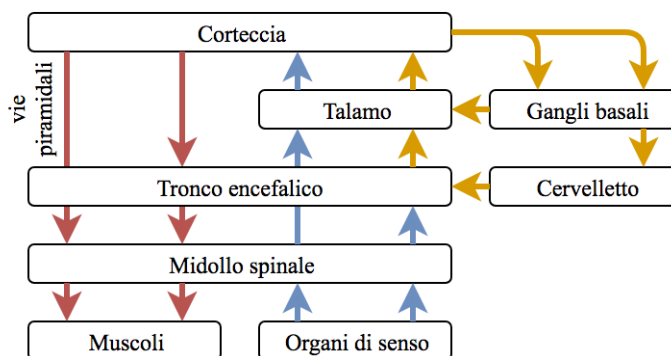 Corteccia
vie
piramidali
Talamo
Gangli basali
Tronco encefalico
Cervelletto
Midollo spinale
Muscoli
Organi di senso